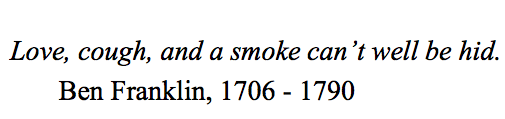 Love, cough, and a smoke can’t well be hid.
Ben Franklin, 1706 - 1790